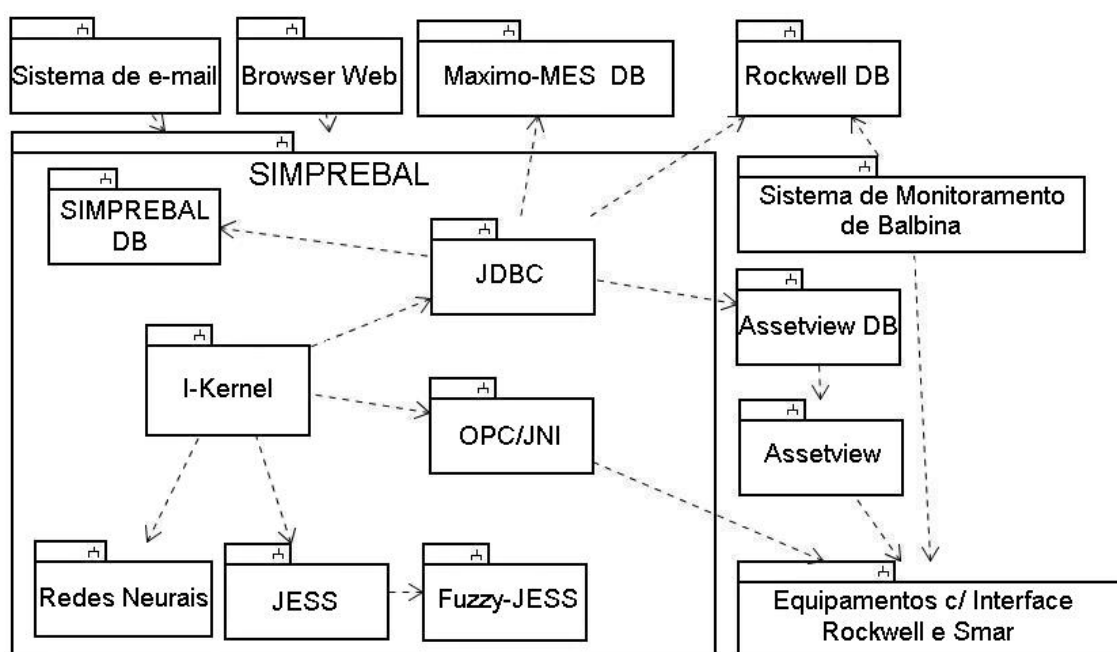 Sistema de e-mail
Browser Web
Maximo-MES DB
Rockwell DB
SIMPREBAL
SIMPREBAL
DB
JDBC
Sistema de Monitoramento
de Balbina
Assetview DB
I-Kernel
OPC/JNI
Assetview
Redes Neurais
JESS
Fuzzy-JESS
Equipamentos c/ Interface
Rockwell e Smar